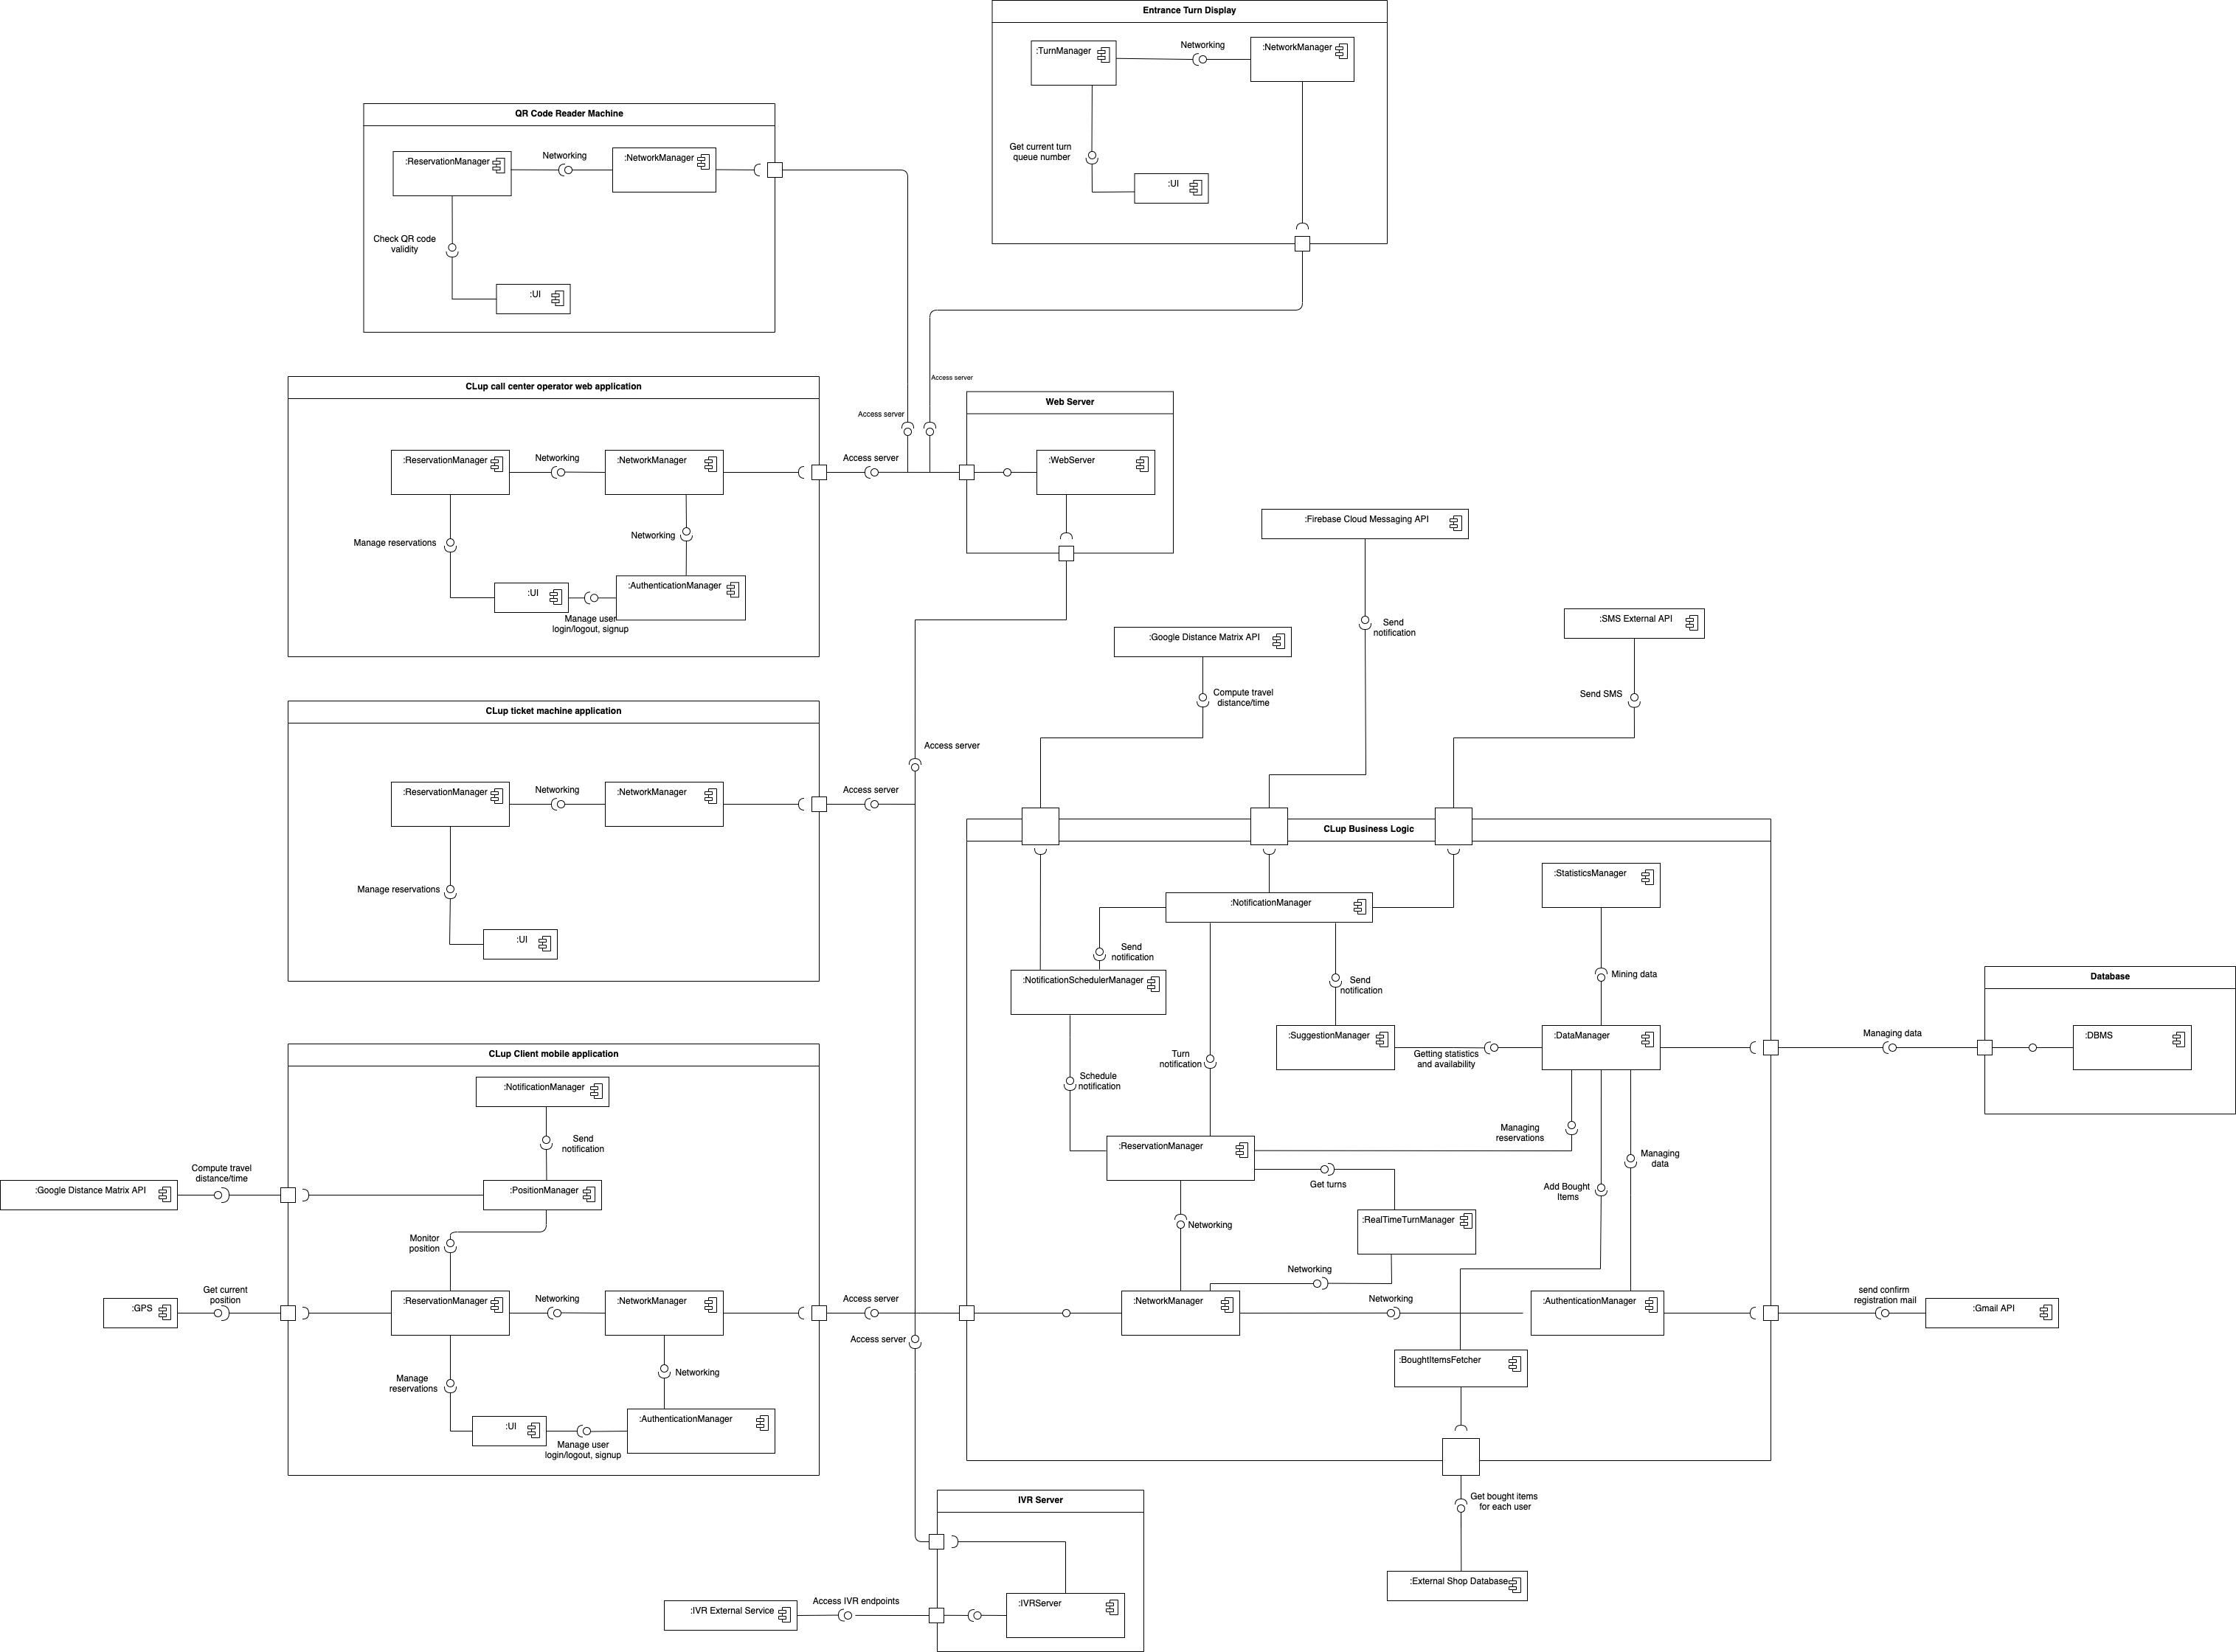 Entrance Turn Display
:TurnManager
Networking
:NetworkManager
Get current turn
queue number
:UI
QR Code Reader Machine
:ReservationManager
Networking
:NetworkManager
Check QR code
validity
:UI
Access server
Access server
CLup call center operator web application
:ReservationManager
Networking
:NetworkManager
Access server
Manage reservations
Networking
:UI
:AuthenticationManager
Manage user
login/logout, signup
Web Server
:WebServer
:Firebase Cloud Messaging API
Send
notification
:Google Distance Matrix API
Compute travel
distance/time
:SMS External API
Send SMS
CLup ticket machine application
:ReservationManager
Networking
:NetworkManager
Access server
Access server
Manage reservations
:UI
CLup Business Logic
:StatisticsManager
:NotificationManager
Send
notification
:NotificationSchedulerManager
Send
notification
Mining data
:SuggestionManager
Getting statistics
and availability
:DataManager
Managing data
Database
:DBMS
Turn
notification
Schedule
notification
:ReservationManager
Managing
reservations
Get turns
Managing
data
Add Bought
Items
Networking
:RealTimeTurnManager
Networking
:NetworkManager
Networking
:AuthenticationManager
send confirm
registration mail
:Gmail API
:BoughtItemsFetcher
Get bought items
for each user
:External Shop Database
CLup Client mobile application
:NotificationManager
Send
notification
:Google Distance Matrix API
Compute travel
distance/time
:PositionManager
Monitor
position
:GPS
Get current
position
:ReservationManager
Networking
:NetworkManager
Access server
Access server
Manage
reservations
Networking
:UI
:AuthenticationManager
Manage user
login/logout, signup
IVR Server
:IVR External Service
Access IVR endpoints
:IVRServer